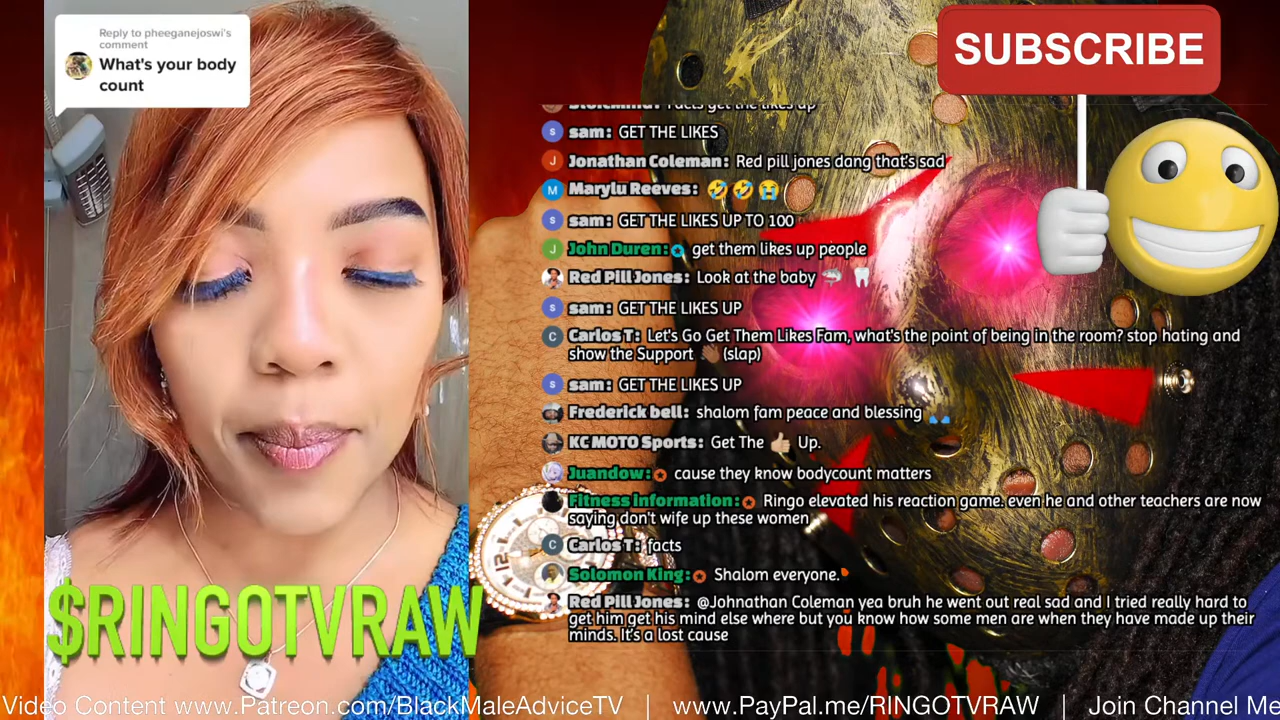 Reply to pheeganejoswi's
comment
What's your body
count
SUBSCRIBE
facts get the likes up
sam: GET THE LIKES
Jonathan Coleman: Red pill jones dang that's sad
Marylu Reeves: 🤣🤣😭
sam: GET THE LIKES UP TO 100
John Duren: get them likes up people
Red Pill Jones: Look at the baby 🦈 🦷
sam: GET THE LIKES UP
Carlos T: Let's Go Get Them Likes Fam, what's the point of being in the room? stop hating and
show the Support (slap)
sam: GET THE LIKES UP
Frederick bell: shalom fam peace and blessing
KC MOTO Sports: Get The 👍🏼 Up.
Juandow: cause they know bodycount matters
Fitness information: Ringo elevated his reaction game. even he and other teachers are now
saying don't wife up these women
Carlos T: facts
Solomon King: Shalom everyone.
Red Pill Jones: @Johnathan Coleman yea bruh he went out real sad and I tried really hard to
get him get his mind else where but you know how some men are when they have made up their
minds. It's a lost cause
$RINGOTVRAW
Video Content www.Patreon.com/BlackMaleAdviceTV | www.PayPal.me/RINGOTVRAW | Join Channel Me